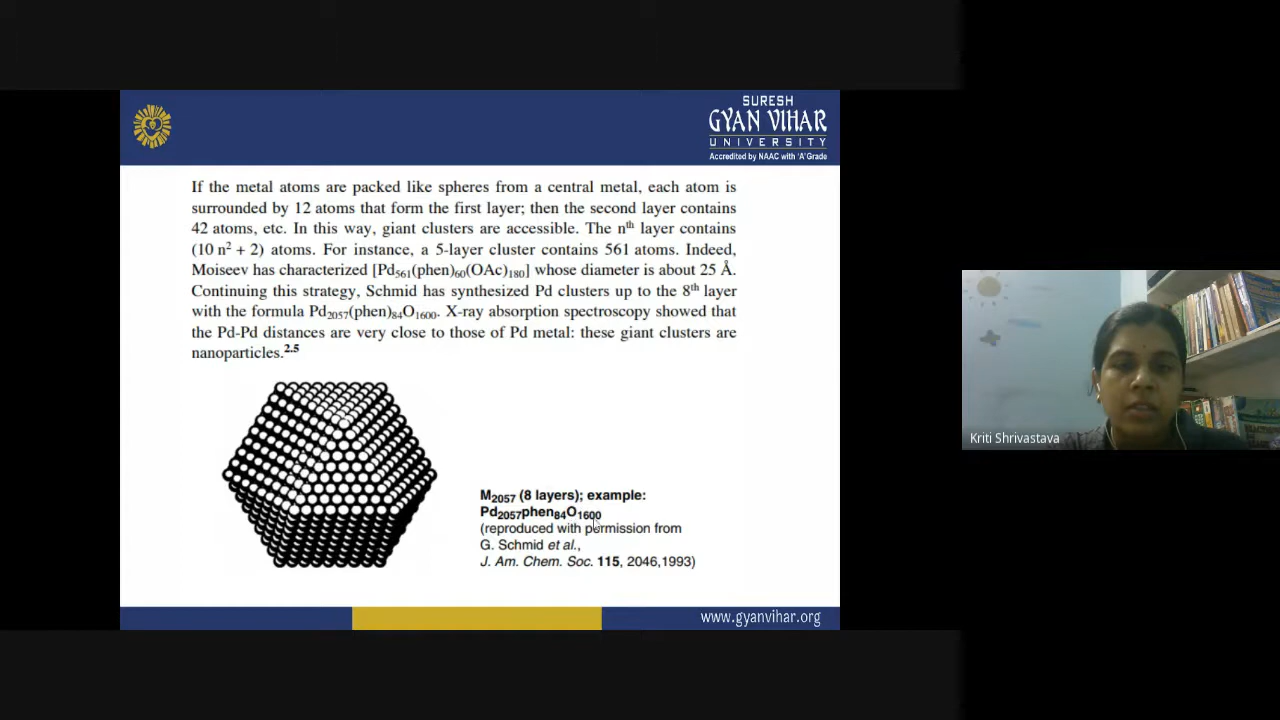 SURESH
GYAN VIHAR
UNIVERSITY
Accredited by NAAC with 'A' Grade
If the metal atoms are packed like spheres from a central metal, each atom is
surrounded by 12 atoms that form the first layer; then the second layer contains
42 atoms, etc. In this way, giant clusters are accessible. The nᵗʰ layer contains
(10 n² + 2) atoms. For instance, a 5-layer cluster contains 561 atoms. Indeed,
Moiseev has characterized [Pd₅₆₁(phen)₆₀(OAc)₁₈₀] whose diameter is about 25 Å.
Continuing this strategy, Schmid has synthesized Pd clusters up to the 8ᵗʰ layer
with the formula Pd₂₀₅₇(phen)₈₄O₁₆₀₀. X-ray absorption spectroscopy showed that
the Pd-Pd distances are very close to those of Pd metal: these giant clusters are
nanoparticles.²·⁵
M₂₀₅₇ (8 layers); example:
Pd₂₀₅₇phen₈₄O₁₆₀₀
(reproduced with permission from
G. Schmid et al.,
J. Am. Chem. Soc. 115, 2046,1993)
www.gyanvihar.org
Kriti Shrivastava